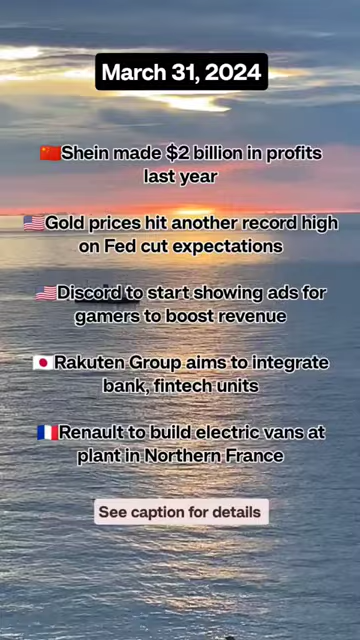 March 31, 2024
🇨🇳Shein made $2 billion in profits
last year
🇺🇸Gold prices hit another record high
on Fed cut expectations
🇺🇸Discord to start showing ads for
gamers to boost revenue
🇯🇵Rakuten Group aims to integrate
bank, fintech units
🇫🇷Renault to build electric vans at
plant in Northern France
See caption for details